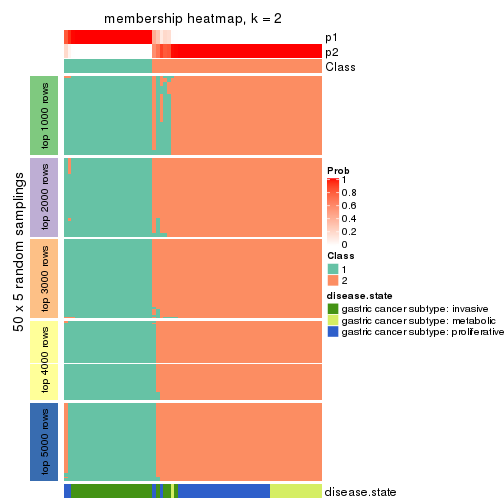 membership heatmap, k = 2
p1
p2
Class
50 x 5 random samplings
top 1000 rows
top 2000 rows
top 3000 rows
top 4000 rows
top 5000 rows
Prob
1
0.8
0.6
0.4
0.2
0
Class
1
2
disease.state
gastric cancer subtype: invasive
gastric cancer subtype: metabolic
gastric cancer subtype: proliferative
disease.state